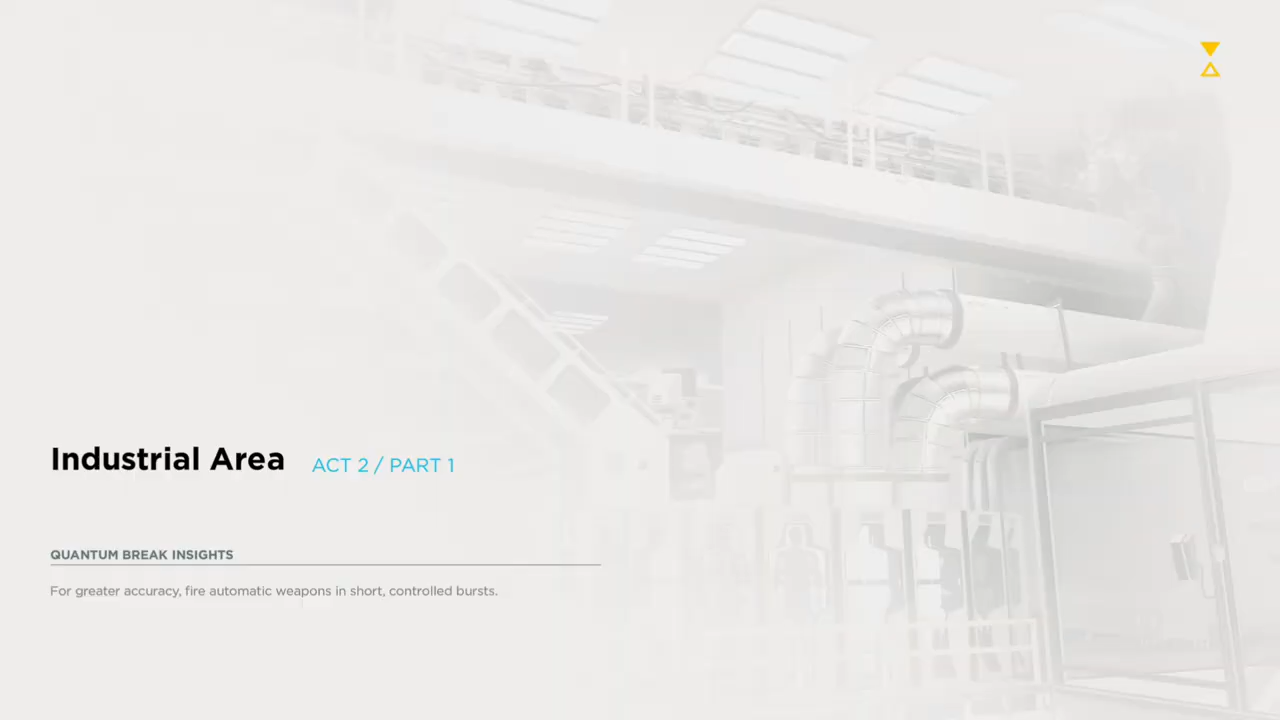 Industrial Area ACT 2 / PART 1
QUANTUM BREAK INSIGHTS
For greater accuracy, fire automatic weapons in short, controlled bursts.